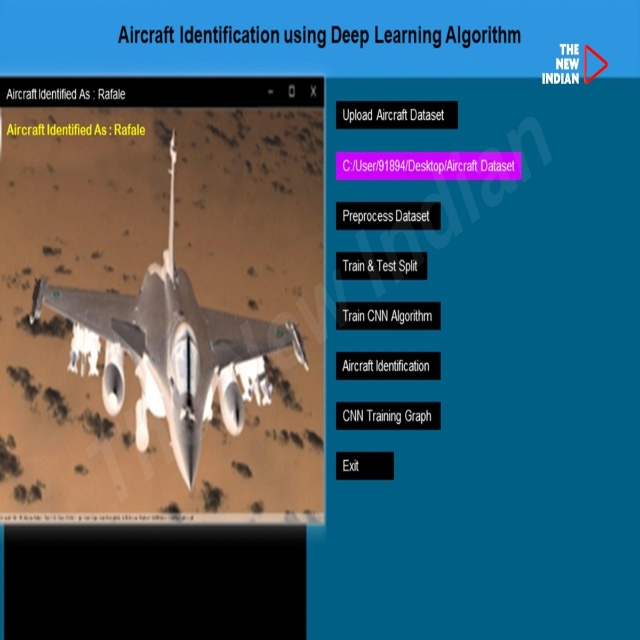 Aircraft Identification using Deep Learning Algorithm
THE
NEW
INDIAN
Aircraft Identified As : Rafale
Aircraft Identified As : Rafale
Upload Aircraft Dataset
C:/User/91894/Desktop/Aircraft Dataset
Preprocess Dataset
Train & Test Split
Train CNN Algorithm
Aircraft Identification
CNN Training Graph
Exit
The New Indian